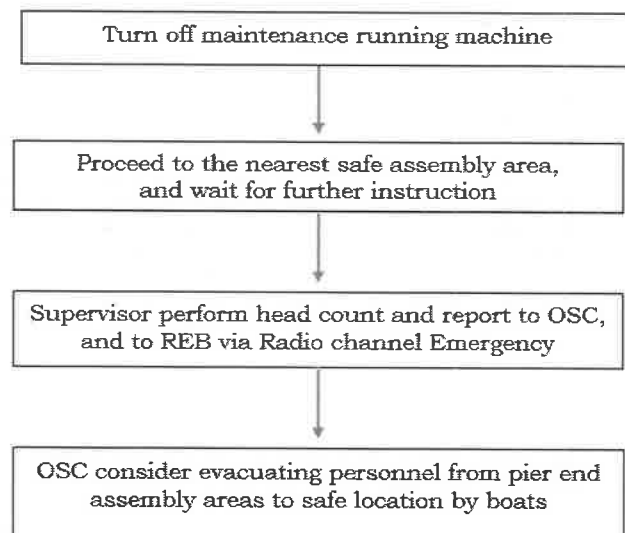 Turn off maintenance running machine
Proceed to the nearest safe assembly area,
and wait for further instruction
Supervisor perform head count and report to OSC,
and to REB via Radio channel Emergency
OSC consider evacuating personnel from pier end
assembly areas to safe location by boats